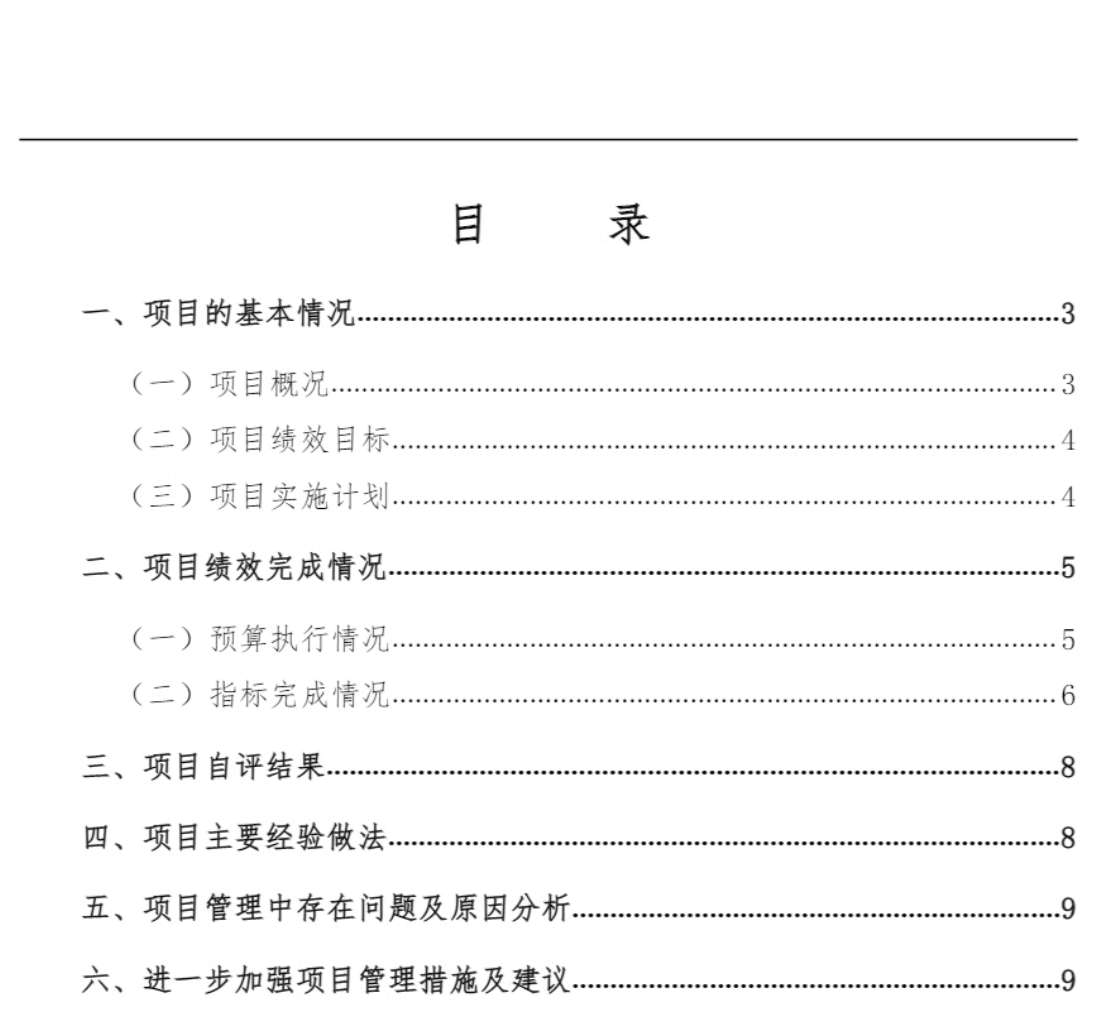 目 录
一、项目的基本情况........................................3
（一）项目概况........................................3
（二）项目绩效目标........................................4
（三）项目实施计划........................................4
二、项目绩效完成情况........................................5
（一）预算执行情况........................................5
（二）指标完成情况........................................6
三、项目自评结果........................................8
四、项目主要经验做法........................................8
五、项目管理中存在问题及原因分析........................................9
六、进一步加强项目管理措施及建议........................................9